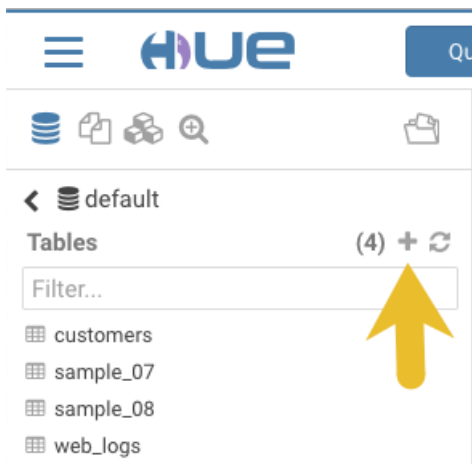 HUE
Qu
default
Tables (4)
Filter...
customers
sample_07
sample_08
web_logs